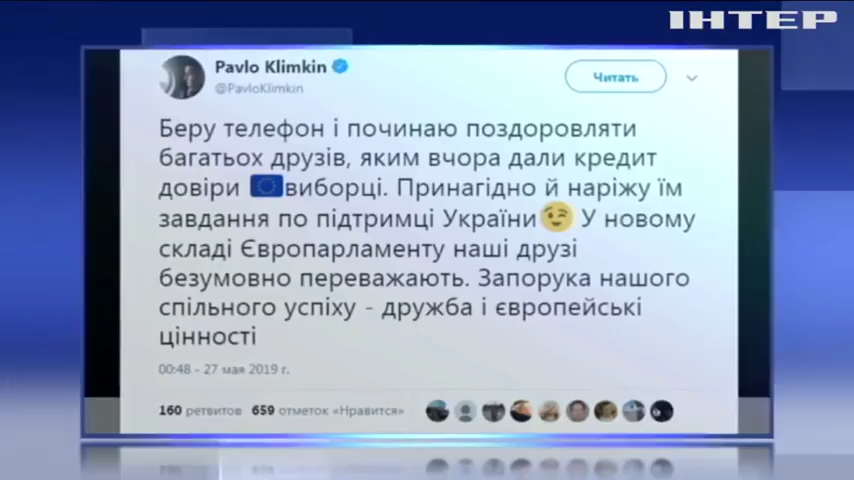 ІНТЕР
Pavlo Klimkin
@PavloKlimkin
Читать
Беру телефон і починаю поздоровляти
багатьох друзів, яким вчора дали кредит
довіри 🇪🇺виборці. Принагідно й наріжу їм
завдання по підтримці України😉 У новому
складі Європарламенту наші друзі
безумовно переважають. Запорука нашого
спільного успіху - дружба і європейські
цінності
00:48 - 27 мая 2019 г.
160 ретвитов 659 отметок «Нравится»